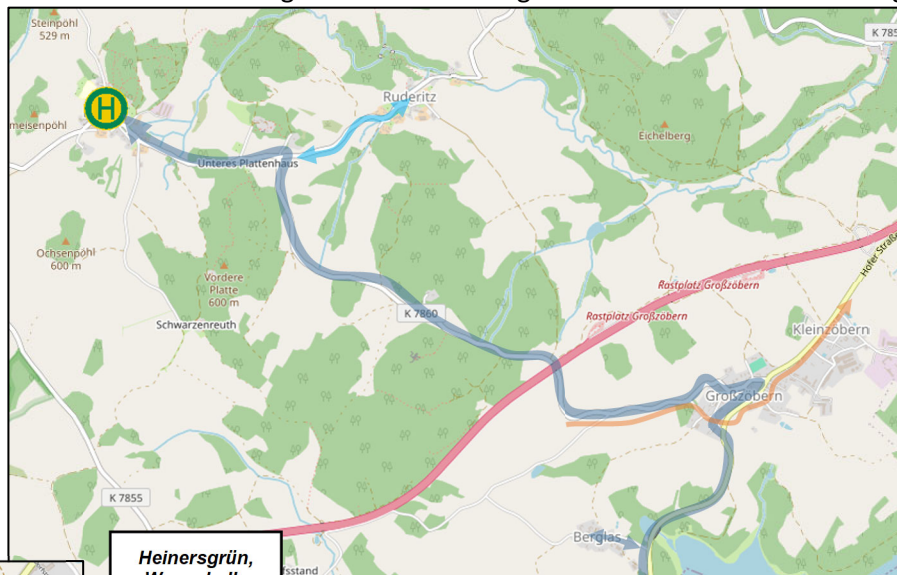 Steinpöhl
529 m
K 785
Ruderitz
H
meisenpöhl
Eichelberg
Unteres Plattenhaus
Ochsenpöhl
600 m
Vordere
Platte
600 m
Hofer Straße
Rastplatz Großzöbern
Rastplatz Großzöbern
K 7860
Schwarzenreuth
Kleinzöbern
Großzöbern
K 7855
Berglas
Heinersgrün,
fsstand